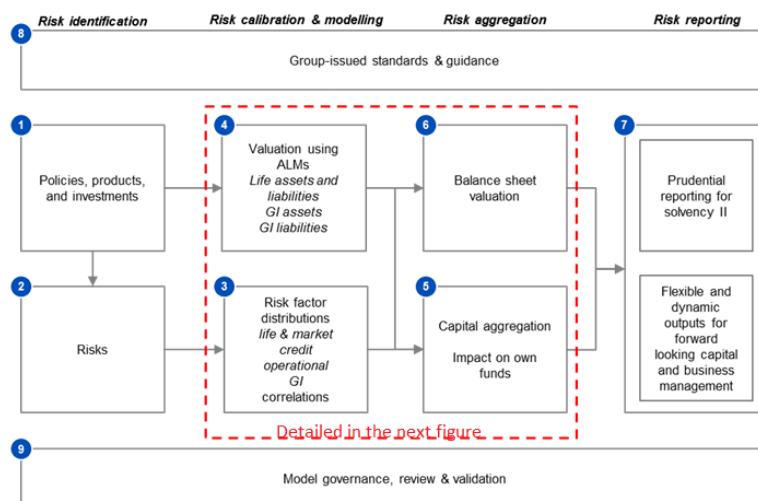 Risk identification
Risk calibration & modelling
Risk aggregation
Risk reporting
8
Group-issued standards & guidance
1
Policies, products,
and investments
4
Valuation using
ALMs
Life assets and
liabilities
GI assets
GI liabilities
6
Balance sheet
valuation
7
Prudential
reporting for
solvency II
2
Risks
3
Risk factor
distributions
life & market
credit
operational
GI
correlations
5
Capital aggregation
Impact on own
funds
Flexible and
dynamic
outputs for
forward
looking capital
and business
management
Detailed in the next figure
9
Model governance, review & validation